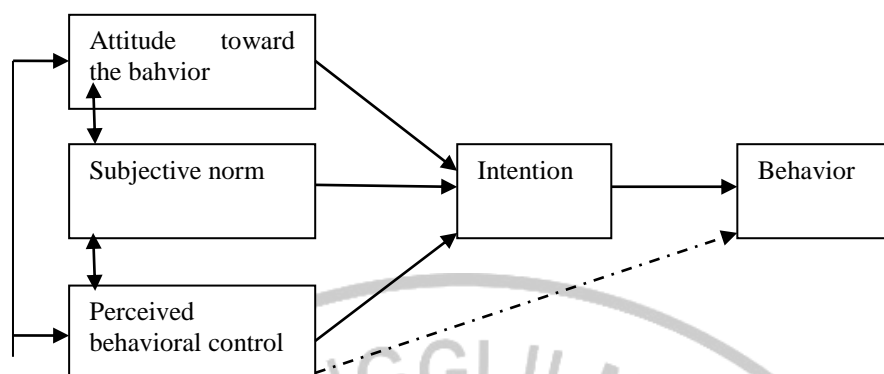 Attitude toward
the bahvior
Subjective norm
Intention
Behavior
Perceived
behavioral control